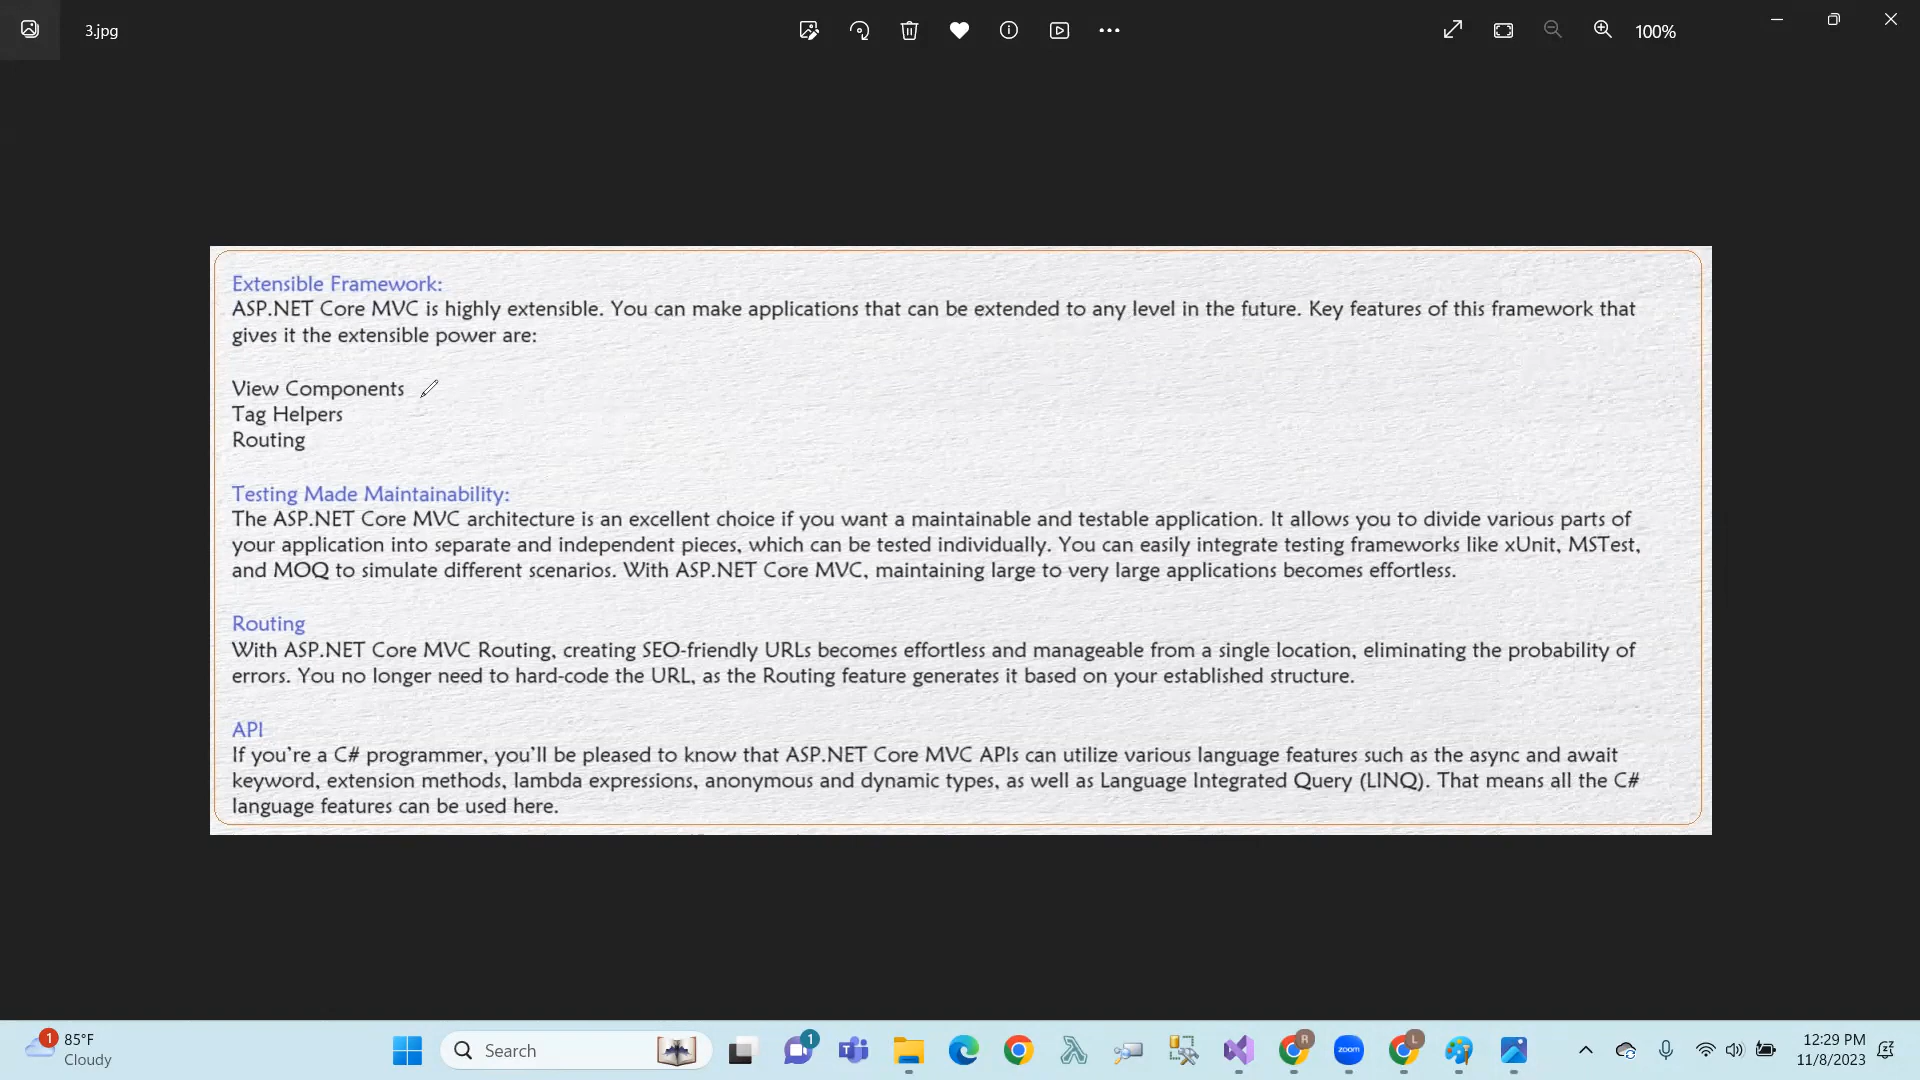 3.jpg
100%
Extensible Framework:
ASP.NET Core MVC is highly extensible. You can make applications that can be extended to any level in the future. Key features of this framework that
gives it the extensible power are:
View Components
Tag Helpers
Routing
Testing Made Maintainability:
The ASP.NET Core MVC architecture is an excellent choice if you want a maintainable and testable application. It allows you to divide various parts of
your application into separate and independent pieces, which can be tested individually. You can easily integrate testing frameworks like xUnit, MSTest,
and MOQ to simulate different scenarios. With ASP.NET Core MVC, maintaining large to very large applications becomes effortless.
Routing
With ASP.NET Core MVC Routing, creating SEO-friendly URLs becomes effortless and manageable from a single location, eliminating the probability of
errors. You no longer need to hard-code the URL, as the Routing feature generates it based on your established structure.
API
If you're a C# programmer, you'll be pleased to know that ASP.NET Core MVC APIs can utilize various language features such as the async and await
keyword, extension methods, lambda expressions, anonymous and dynamic types, as well as Language Integrated Query (LINQ). That means all the C#
language features can be used here.
1
85°F
Cloudy
Search
1
R
zoom
L
12:29 PM
11/8/2023